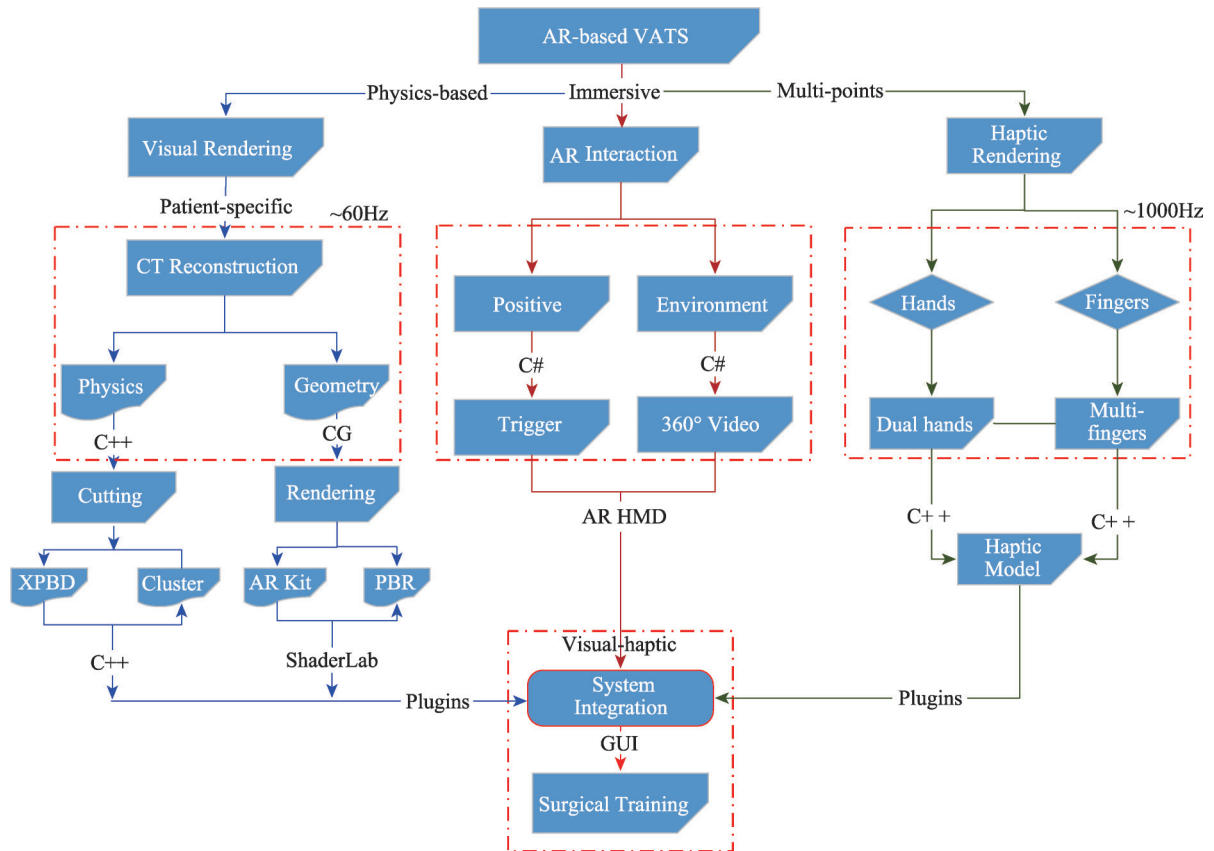 AR-based VATS
Physics-based
Immersive
Multi-points
Visual Rendering
AR Interaction
Haptic
Rendering
Patient-specific
~60Hz
~1000Hz
CT Reconstruction
Positive
Environment
Hands
Fingers
Physics
Geometry
C#
C#
Trigger
360° Video
Dual hands
Multi-
fingers
C++
CG
Cutting
Rendering
AR HMD
C+ +
C+ +
Haptic
Model
XPBD
Cluster
AR Kit
PBR
Visual-haptic
C++
ShaderLab
System
Integration
Plugins
Plugins
GUI
Surgical Training